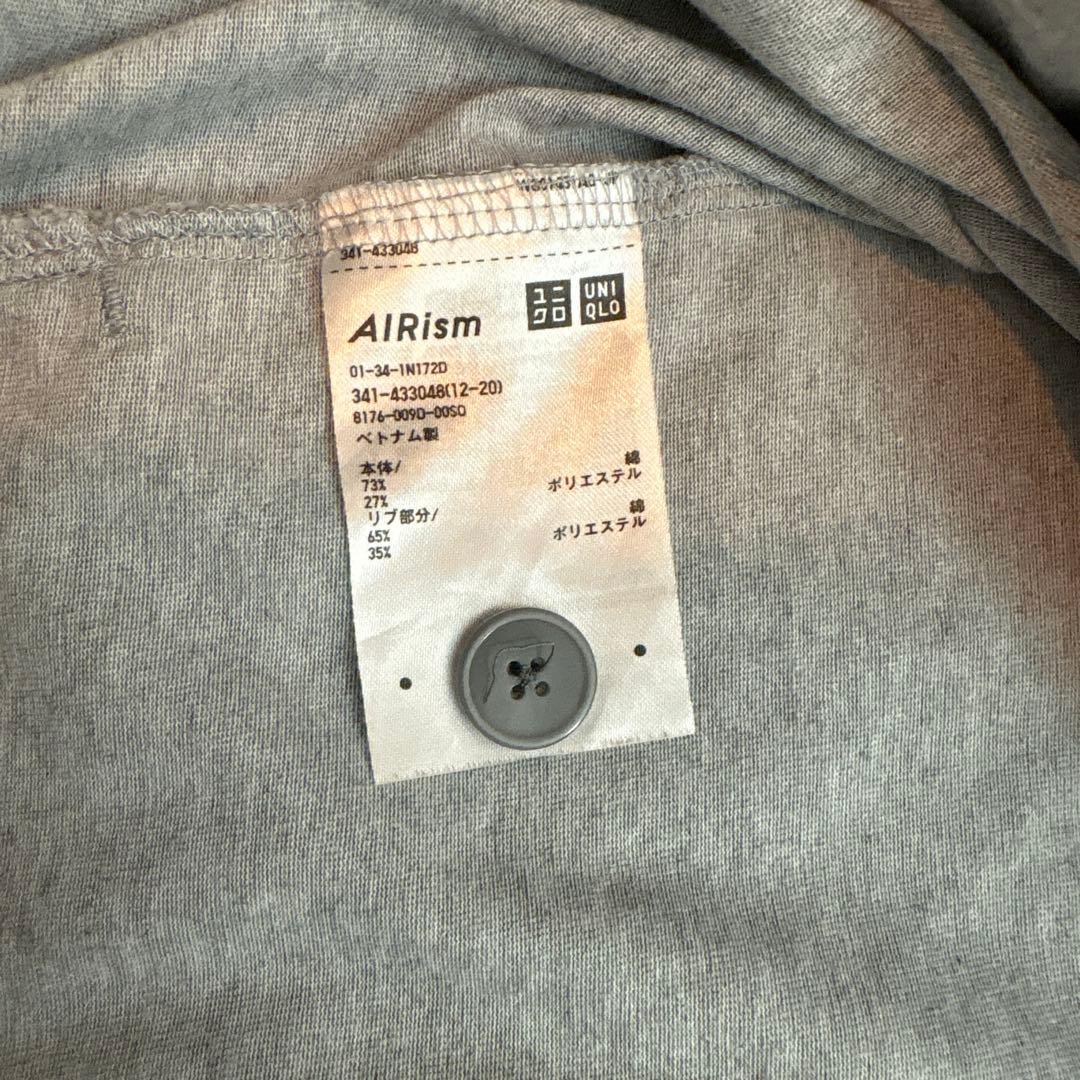 341-433048
AIRism
ユニ
クロ
UNI
QLO
01-34-1N172D
341-433048(12-20)
8176-009D-00SO
ベトナム製
本体/
73% 綿
27% ポリエステル
リブ部分/
65% 綿
35% ポリエステル